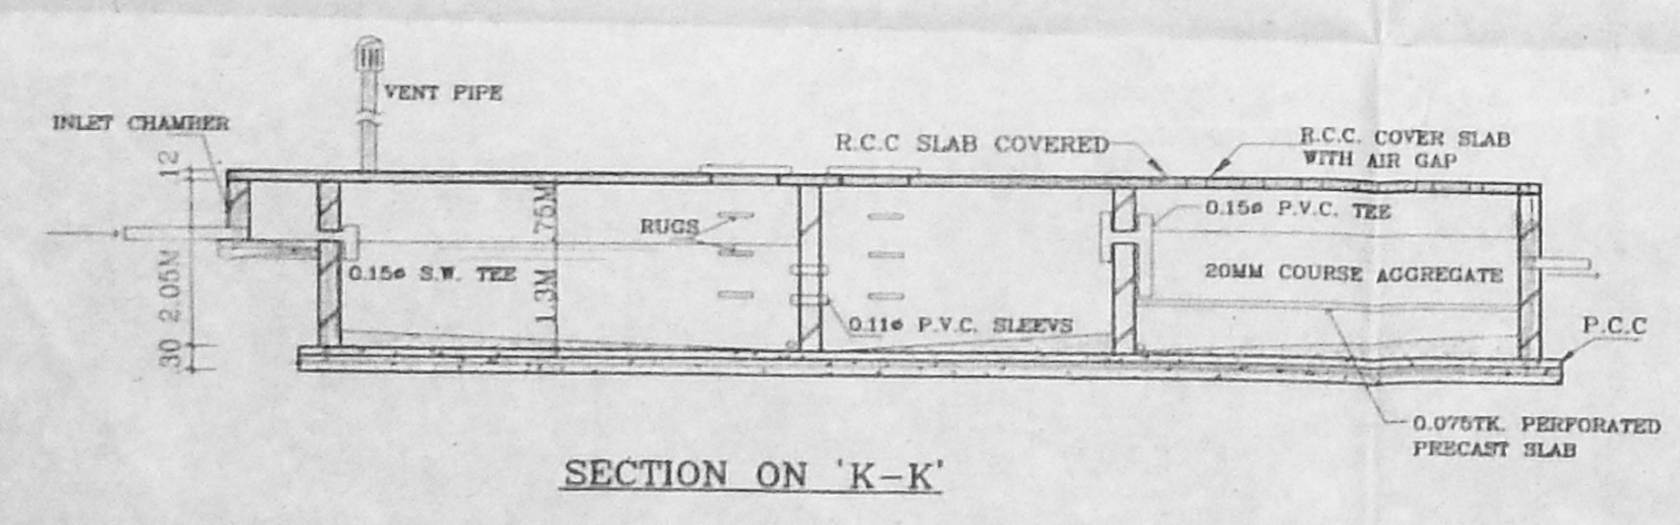 VENT PIPE
INLET CHAMBER
R.C.C SLAB COVERED
R.C.C. COVER SLAB
WITH AIR GAP
12
75M
RUGS
0.15ø P.V.C. TEE
2.05M
0.15ø S.W. TEE
1.3M
20MM COURSE AGGREGATE
0.11ø P.V.C. SLEEVS
P.C.C
30
0.075TK. PERFORATED
PRECAST SLAB
SECTION ON 'K-K'